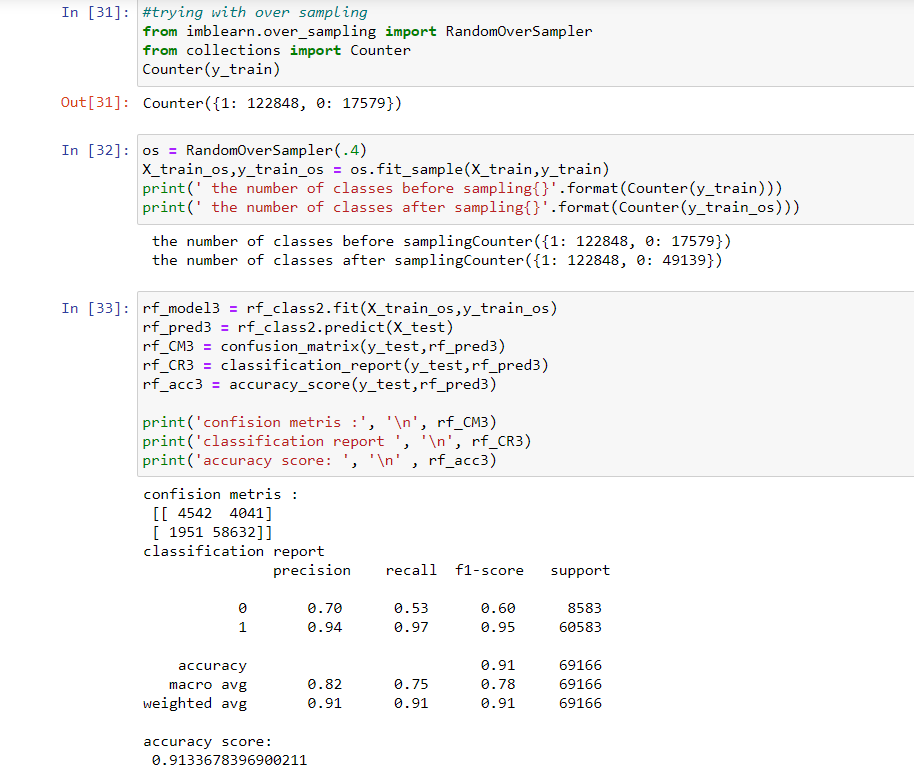 In [31]: #trying with over sampling
from imblearn.over_sampling import RandomOverSampler
from collections import Counter
Counter(y_train)
Out[31]: Counter({1: 122848, 0: 17579})
In [32]: os = RandomOverSampler(.4)
X_train_os,y_train_os = os.fit_sample(X_train,y_train)
print(' the number of classes before sampling{}'.format(Counter(y_train)))
print(' the number of classes after sampling{}'.format(Counter(y_train_os)))
the number of classes before samplingCounter({1: 122848, 0: 17579})
the number of classes after samplingCounter({1: 122848, 0: 49139})
In [33]: rf_model3 = rf_class2.fit(X_train_os,y_train_os)
rf_pred3 = rf_class2.predict(X_test)
rf_CM3 = confusion_matrix(y_test,rf_pred3)
rf_CR3 = classification_report(y_test,rf_pred3)
rf_acc3 = accuracy_score(y_test,rf_pred3)
print('confision metris :', '\n', rf_CM3)
print('classification report ', '\n', rf_CR3)
print('accuracy score: ', '\n' , rf_acc3)
confision metris :
[[ 4542  4041]
[ 1951 58632]]
classification report
precision recall f1-score support
0 0.70 0.53 0.60 8583
1 0.94 0.97 0.95 60583
accuracy 0.91 69166
macro avg 0.82 0.75 0.78 69166
weighted avg 0.91 0.91 0.91 69166
accuracy score:
0.9133678396900211